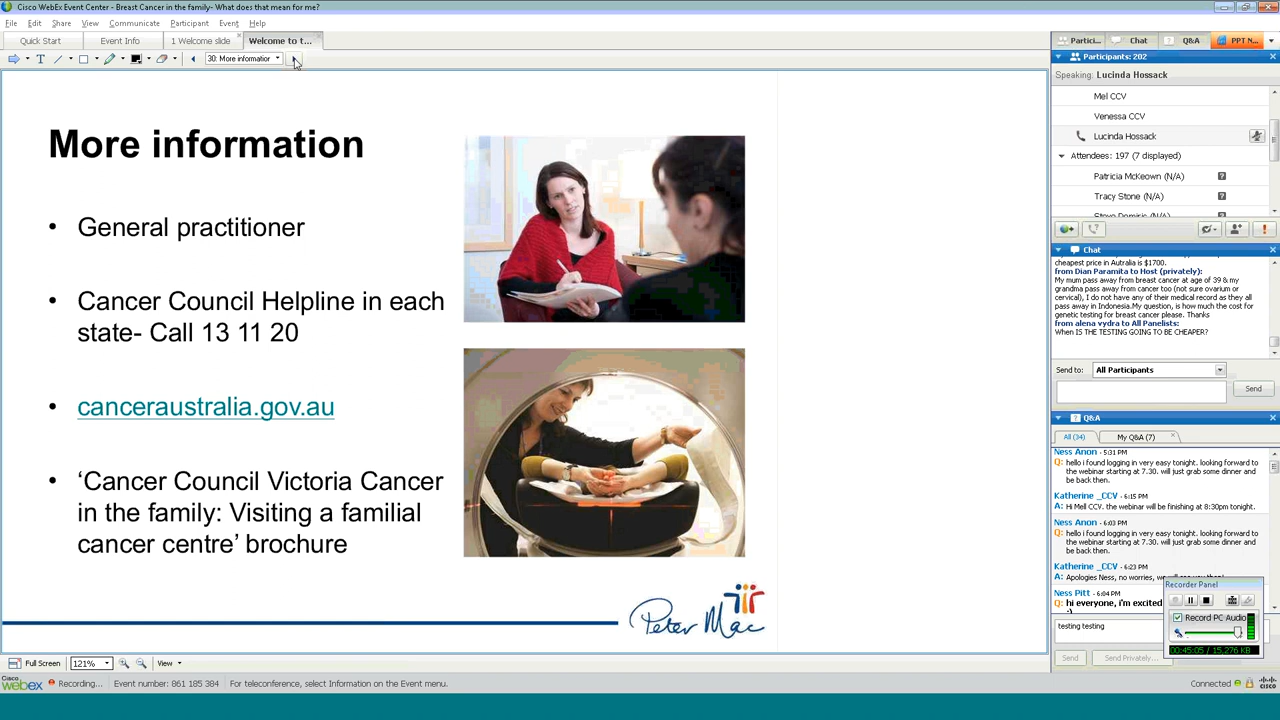 Cisco WebEx Event Center - Breast Cancer in the family- What does that mean for me?
File Edit Share View Communicate Participant Event Help
Quick Start Event Info 1 Welcome slide Welcome to t...
30: More information
More information
• General practitioner
• Cancer Council Helpline in each
state- Call 13 11 20
• canceraustralia.gov.au
• ‘Cancer Council Victoria Cancer
in the family: Visiting a familial
cancer centre’ brochure
Peter Mac
Full Screen 121% View
Partici... Chat Q&A PPT N...
Participants: 202
Speaking: Lucinda Hossack
Mel CCV
Venessa CCV
Lucinda Hossack
Attendees: 197 (7 displayed)
Patricia McKeown (N/A)
Tracy Stone (N/A)
Chat
cheapest price in Autralia is $1700.
from Dian Paramita to Host (privately):
My mum pass away from breast cancer at age of 39 & my
grandma pass away from cancer too (not sure ovarium or
cervical), I do not have any of their medical record as they all
pass away in Indonesia.My question, is how much the cost for
genetic testing for breast cancer please. Thanks
from alena vydra to All Panelists:
When IS THE TESTING GOING TO BE CHEAPER?
Send to: All Participants
Send
Q&A
All (34) My Q&A (7)
Ness Anon - 5:31 PM
Q: hello i found logging in very easy tonight. looking forward to
the webinar starting at 7.30. will just grab some dinner and
be back then.
Katherine _CCV - 6:15 PM
A: Hi Mell CCV. the webinar will be finishing at 8:30pm tonight.
Ness Anon - 6:03 PM
Q: hello i found logging in very easy tonight. looking forward to
the webinar starting at 7.30. will just grab some dinner and
be back then.
Katherine _CCV - 6:23 PM
A: Apologies Ness, no worries,
Ness Pitt - 6:04 PM
Q: hi everyone, i'm excited
:)
testing testing
Send Send Privately...
Recorder Panel
Record PC Audio
00:45:05 / 15,276 KB
Cisco webex Recording... Event number: 861 185 384 For teleconference, select Information on the Event menu. Connected CISCO